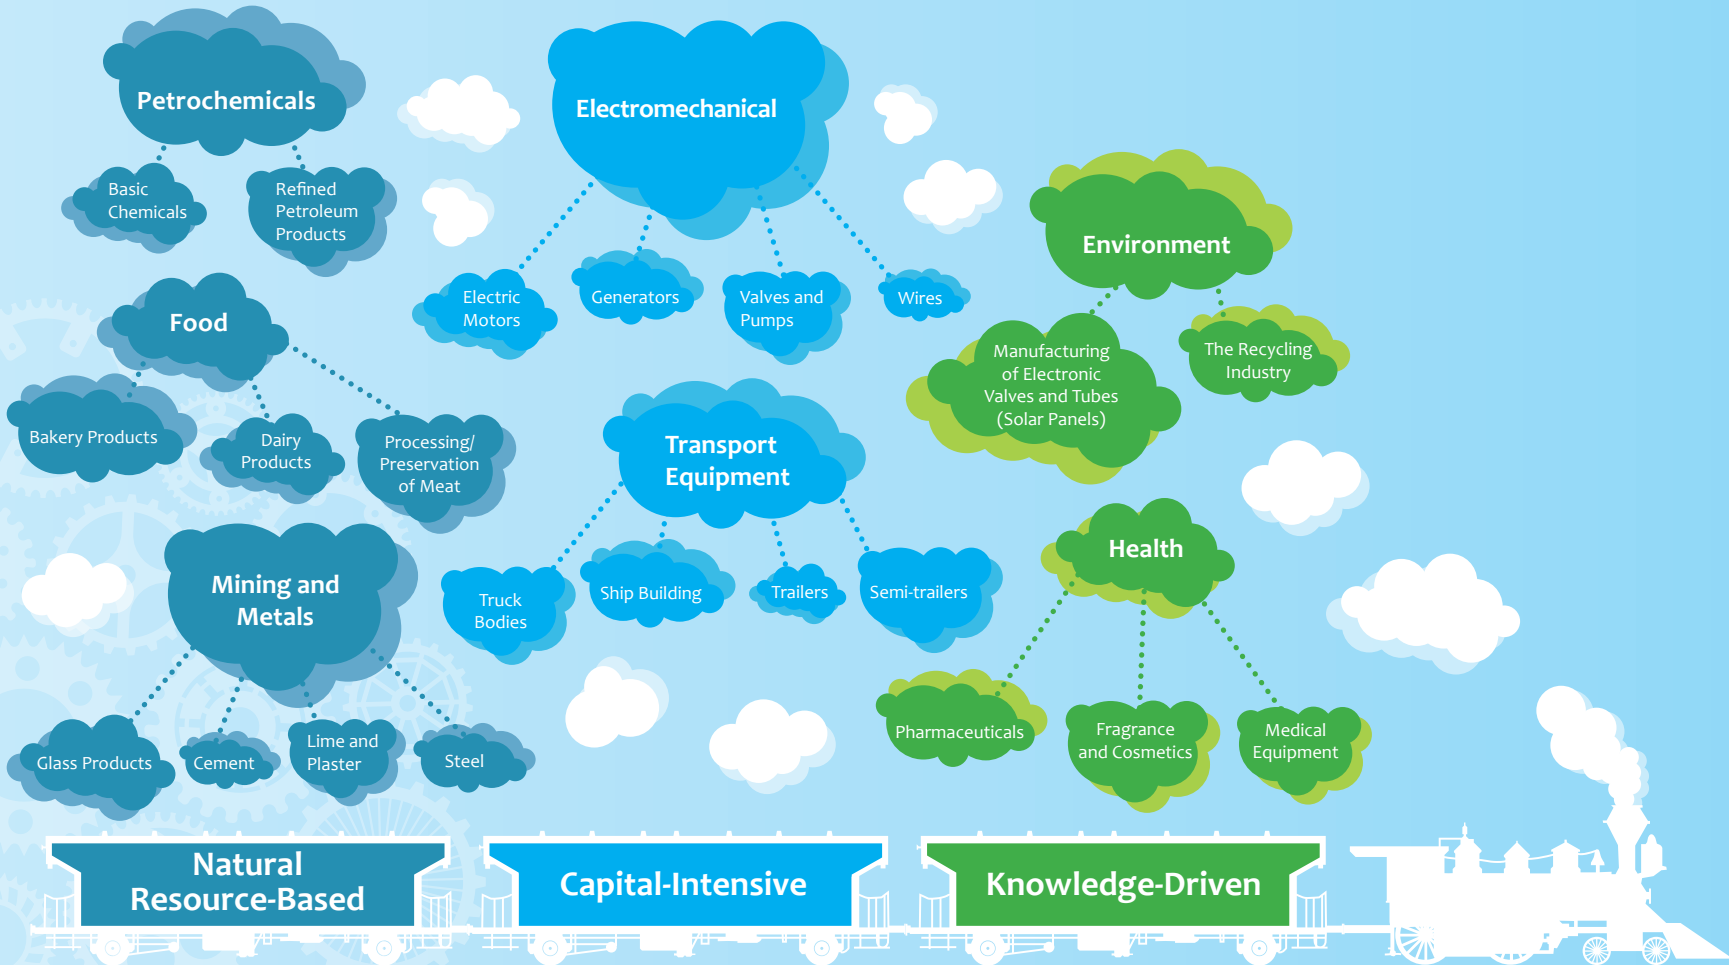 Petrochemicals
Basic
Chemicals
Refined
Petroleum
Products
Food
Bakery Products
Dairy
Products
Processing/
Preservation
of Meat
Mining and
Metals
Glass Products
Cement
Lime and
Plaster
Steel
Natural
Resource-Based
Electromechanical
Electric
Motors
Generators
Valves and
Pumps
Wires
Transport
Equipment
Truck
Bodies
Ship Building
Trailers
Semi-trailers
Capital-Intensive
Environment
Manufacturing
of Electronic
Valves and Tubes
(Solar Panels)
The Recycling
Industry
Health
Pharmaceuticals
Fragrance
and Cosmetics
Medical
Equipment
Knowledge-Driven